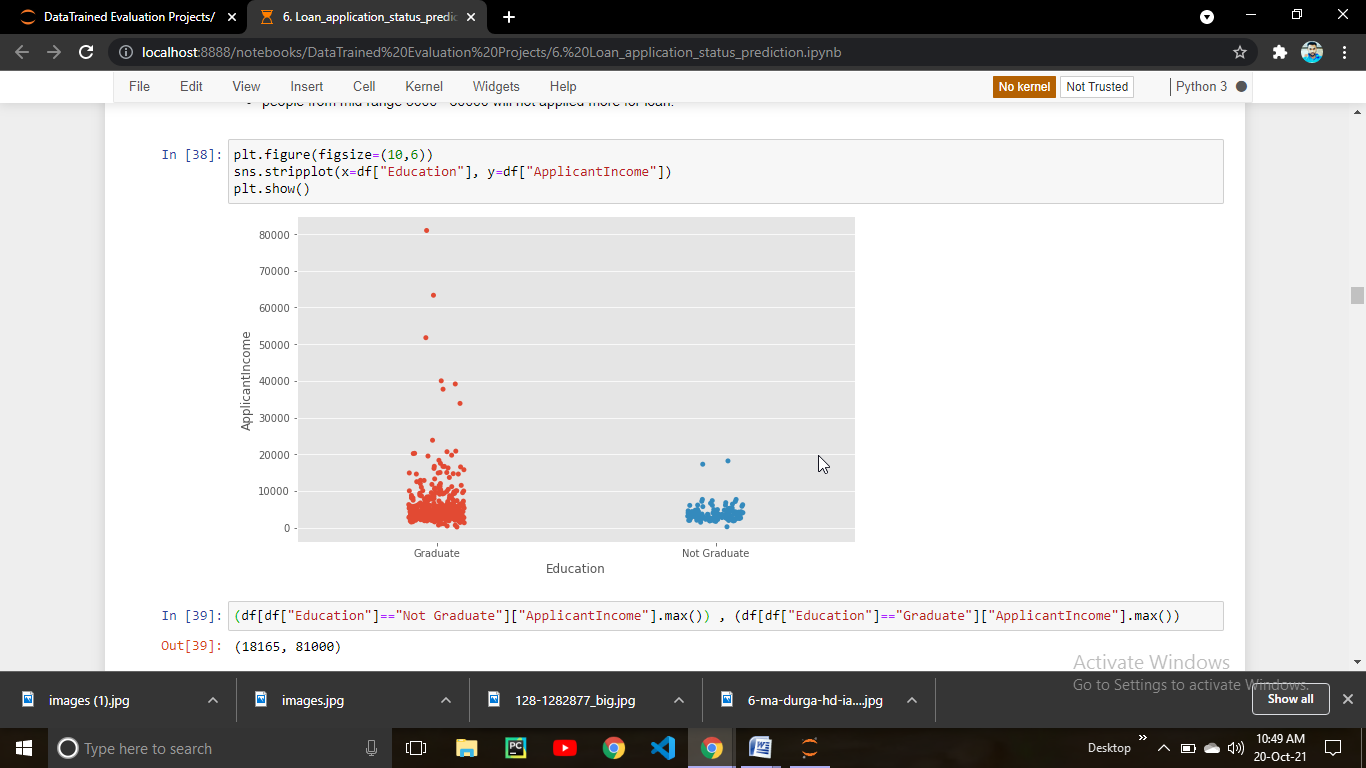 DataTrained Evaluation Projects/
6. Loan_application_status_predic
localhost:8888/notebooks/DataTrained%20Evaluation%20Projects/6.%20Loan_application_status_prediction.ipynb
File Edit View Insert Cell Kernel Widgets Help
No kernel Not Trusted Python 3
In [38]:
plt.figure(figsize=(10,6))
sns.stripplot(x=df["Education"], y=df["ApplicantIncome"])
plt.show()
80000
70000
60000
50000
40000
30000
20000
10000
0
ApplicantIncome
Graduate Not Graduate
Education
In [39]:
(df[df["Education"]=="Not Graduate"]["ApplicantIncome"].max()) , (df[df["Education"]=="Graduate"]["ApplicantIncome"].max())
Out[39]: (18165, 81000)
Activate Windows
Go to Settings to activate Windows.
images (1).jpg
images.jpg
128-1282877_big.jpg
6-ma-durga-hd-ia....jpg
Show all
Type here to search
Desktop
10:49 AM
20-Oct-21